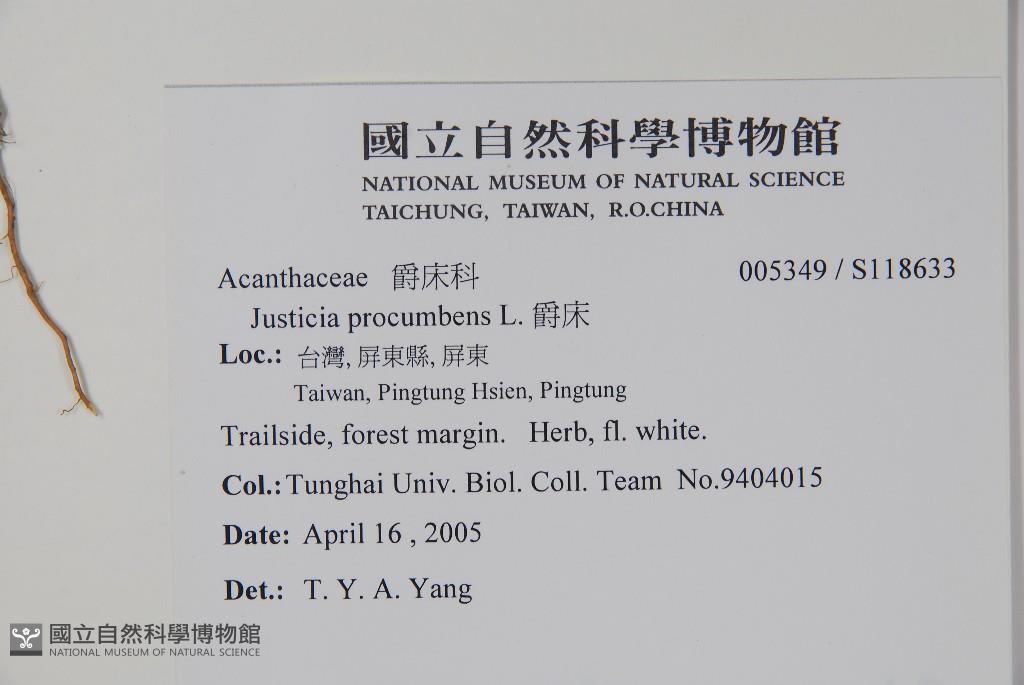 國立自然科學博物館
NATIONAL MUSEUM OF NATURAL SCIENCE
TAICHUNG, TAIWAN, R.O.CHINA
Acanthaceae 爵床科 005349 / S118633
Justicia procumbens L. 爵床
Loc.: 台灣, 屏東縣, 屏東
Taiwan, Pingtung Hsien, Pingtung
Trailside, forest margin. Herb, fl. white.
Col.: Tunghai Univ. Biol. Coll. Team No.9404015
Date: April 16 , 2005
Det.: T. Y. A. Yang
國立自然科學博物館
NATIONAL MUSEUM OF NATURAL SCIENCE